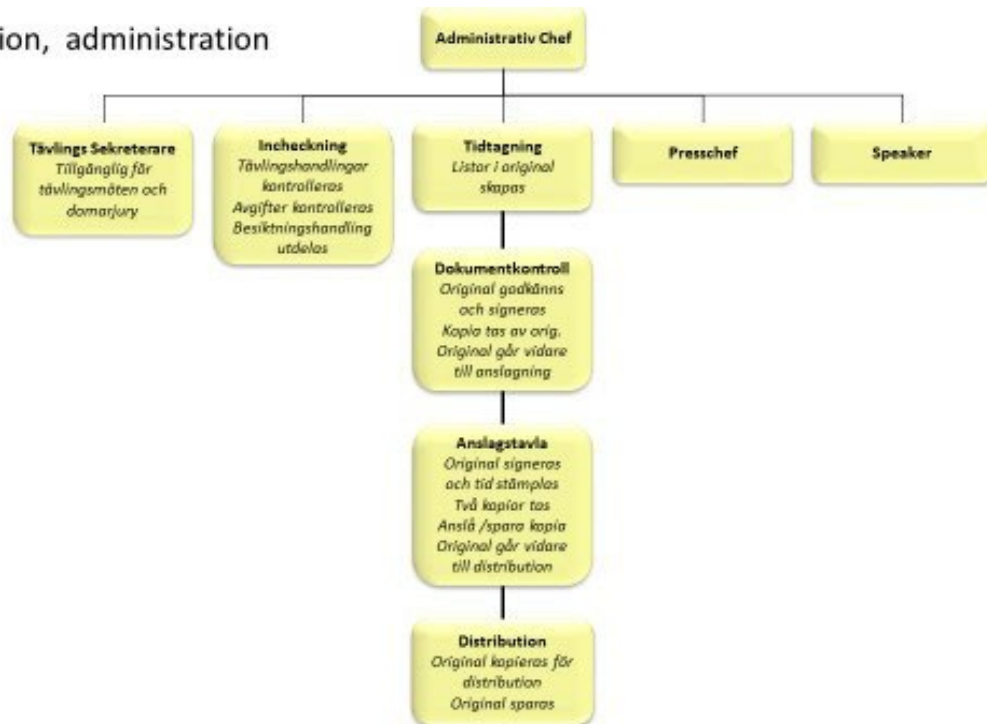 ion, administration
Administrativ Chef
Tävlings Sekreterare
Tillgänglig för
tävlingsmöten och
domarjury
Incheckning
Tävlingshandlingar
kontrolleras
Avgifter kontrolleras
Besiktningshandling
utdelas
Tidtagning
Listor i original
skapas
Presschef
Speaker
Dokumentkontroll
Original godkänns
och signeras
Kopia tas av orig.
Original går vidare
till anslagning
Anslagstavla
Original signeras
och tid stämplas
Två kopior tas
Anslå /spara kopia
Original går vidare
till distribution
Distribution
Original kopieras för
distribution
Original sparas